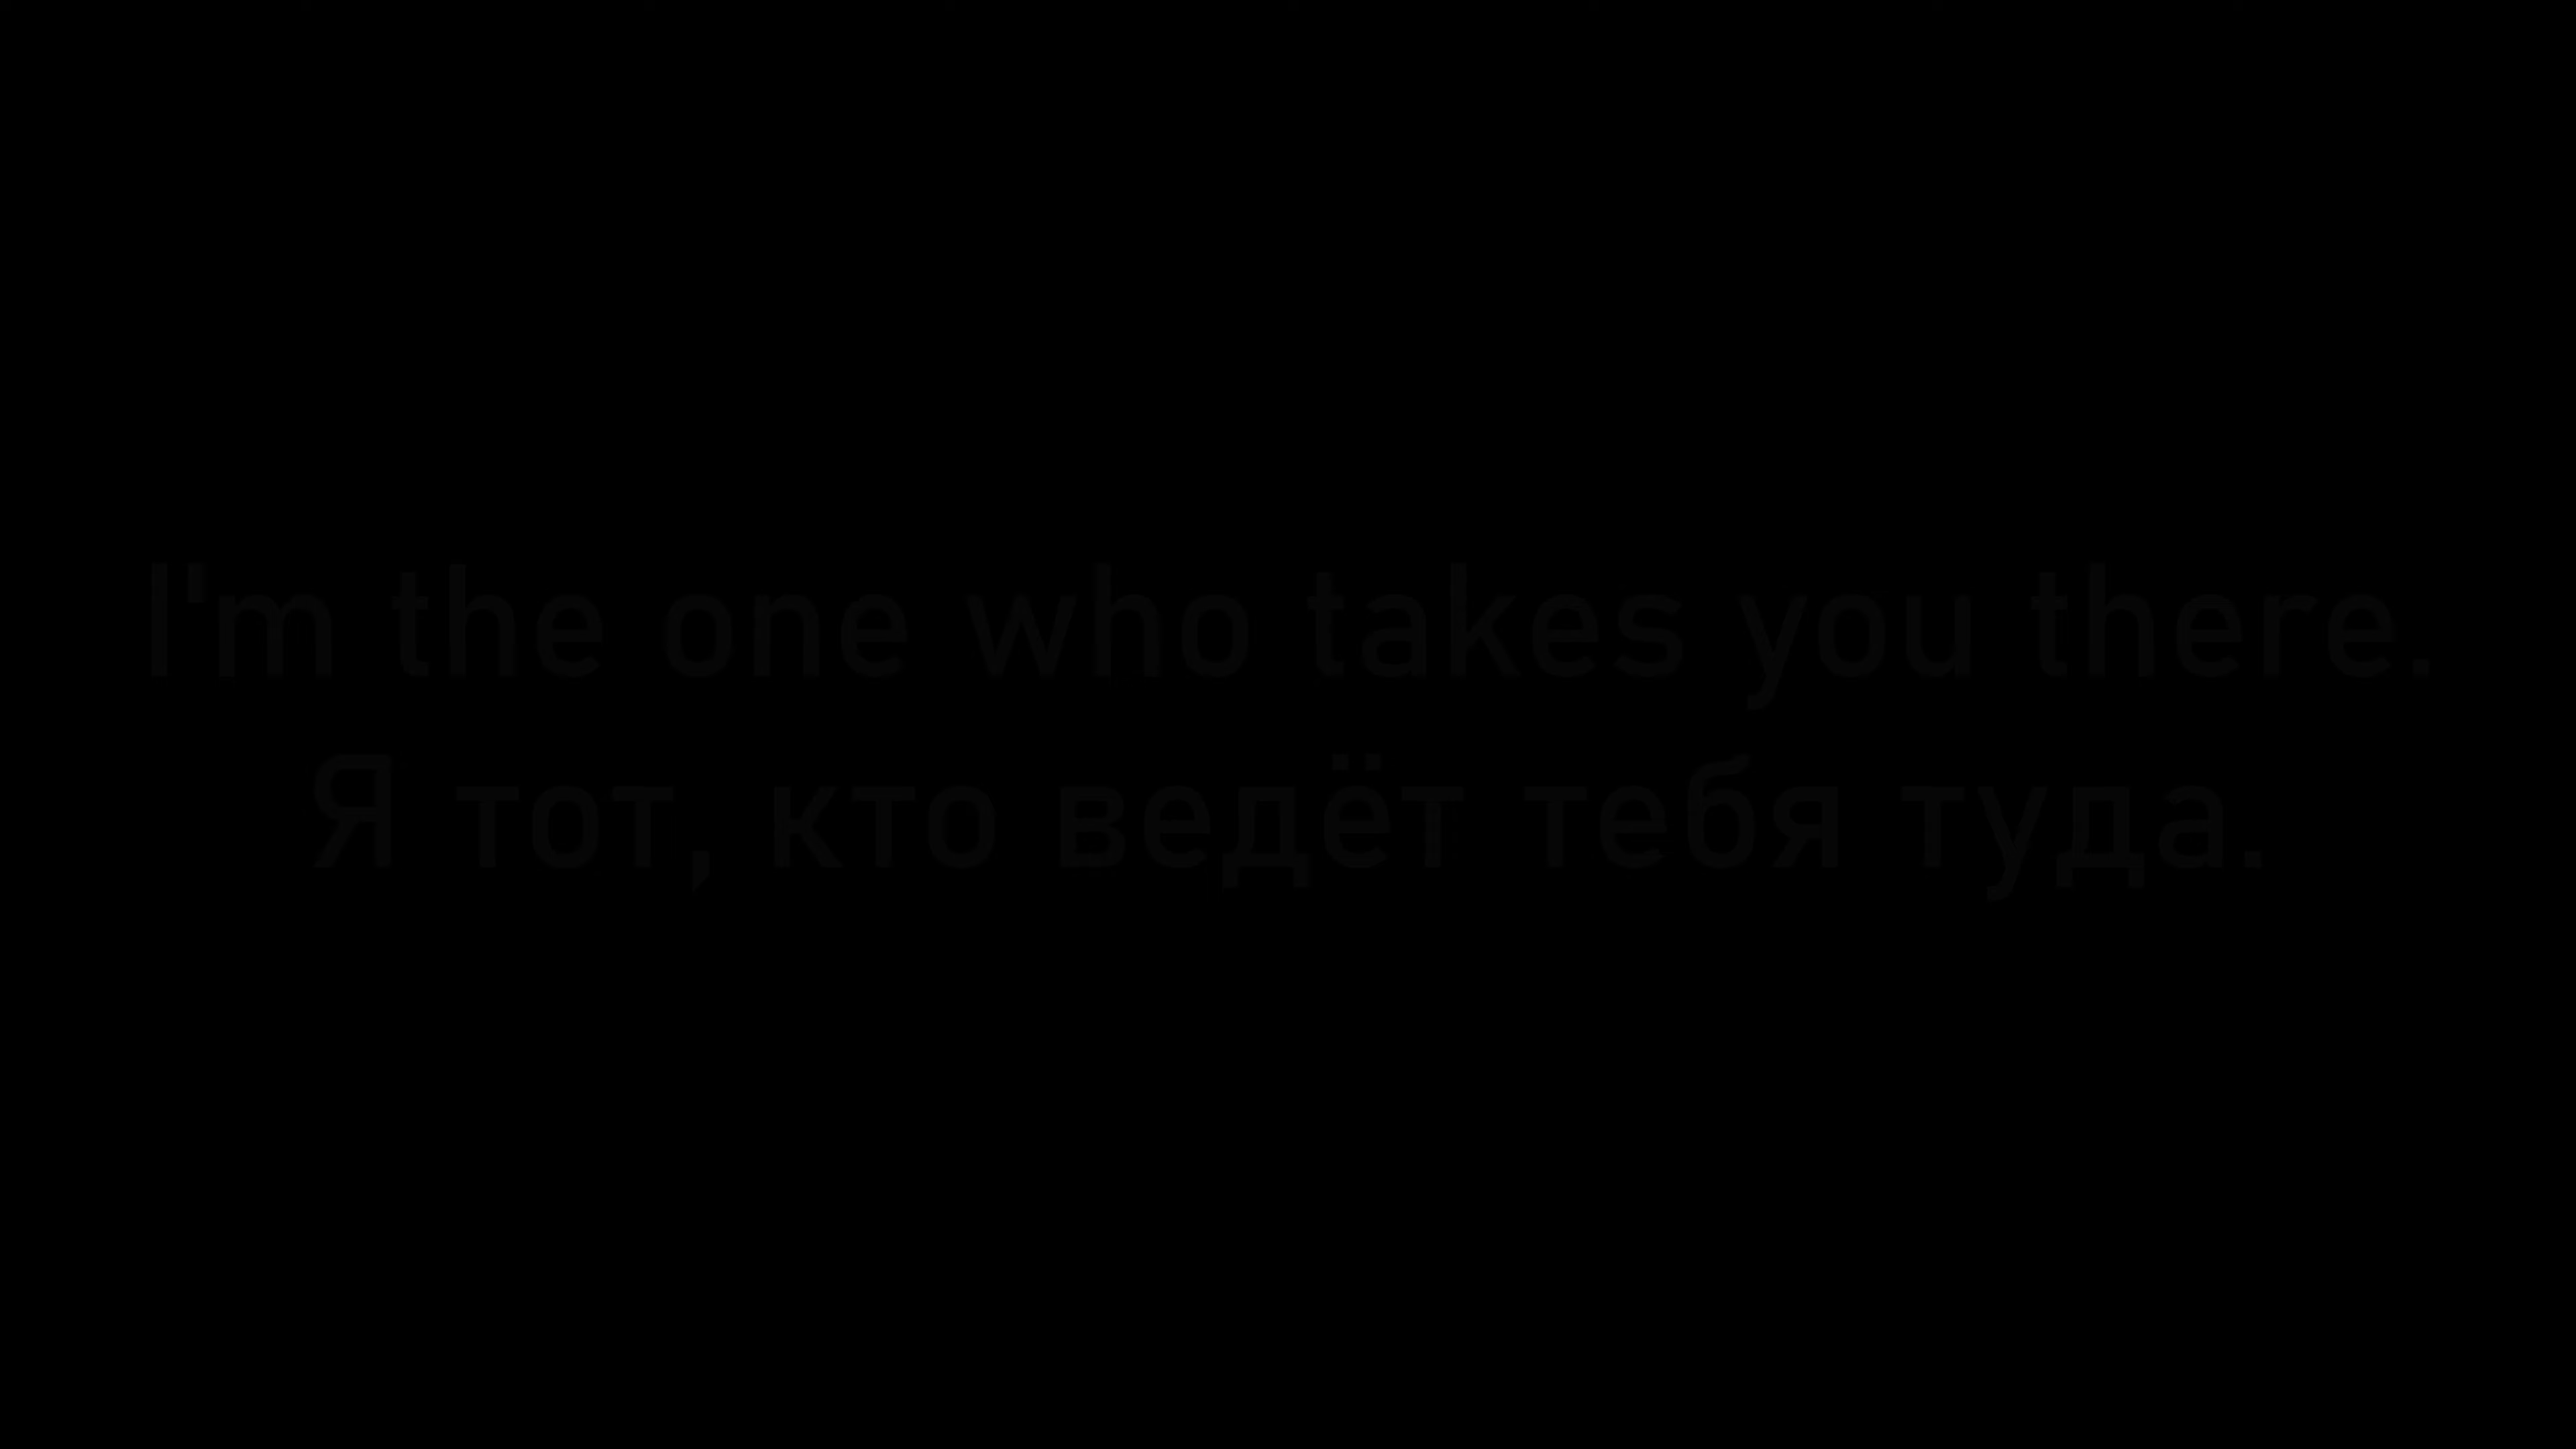 I'm the one who takes you there.
Я тот, кто ведёт тебя туда.